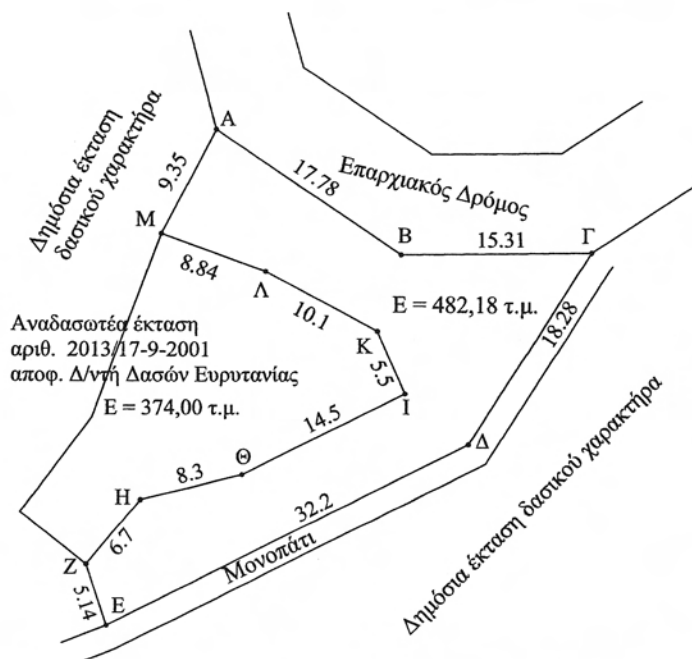 Α
Δημόσια έκταση
δασικού χαρακτήρα
9.35
17.78
Επαρχιακός Δρόμος
Μ
Β
15.31
Γ
8.84
Λ
10.1
Ε = 482,18 τ.μ.
18.28
Αναδασωτέα έκταση
αριθ. 2013/17-9-2001
αποφ. Δ/ντή Δασών Ευρυτανίας
Ε = 374,00 τ.μ.
Κ
5.5
Ι
14.5
Δ
8.3
Θ
Η
6.7
32.2
Μονοπάτι
Ζ
5.14
Ε
Δημόσια έκταση δασικού χαρακτήρα